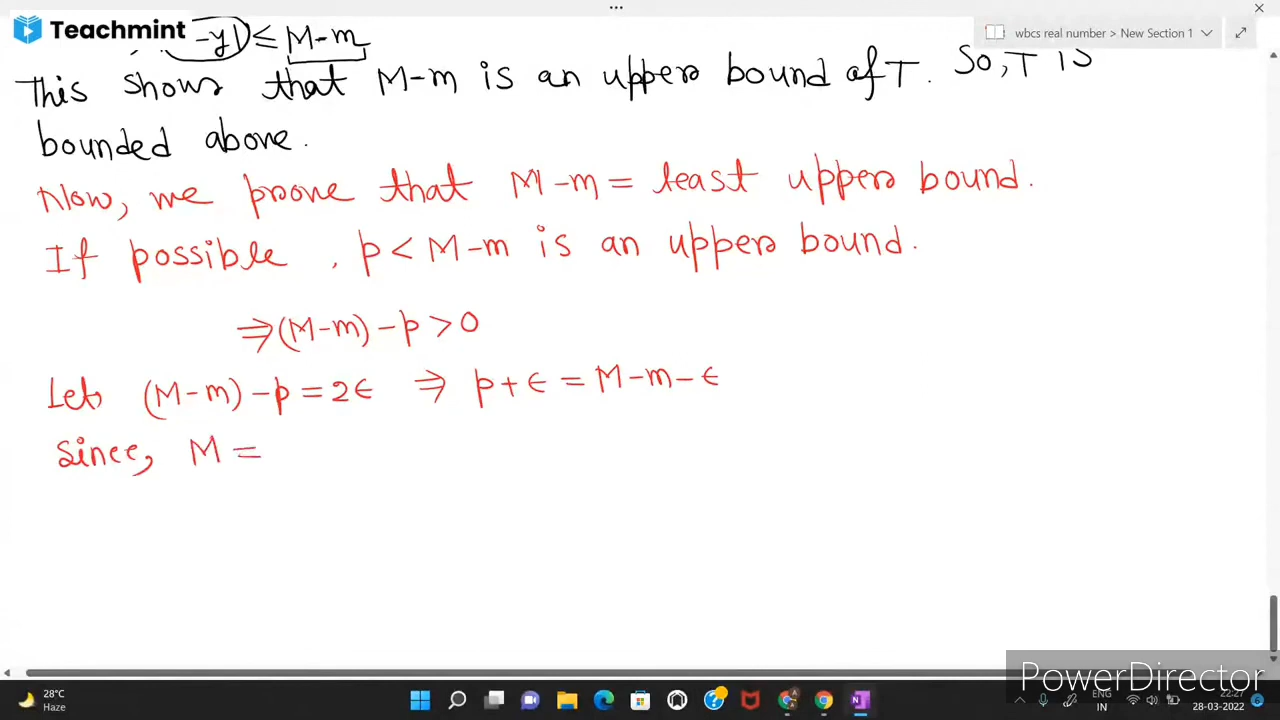 Teachmint
-y| ≤ M-m
wbcs real number > New Section 1
This shows that M-m is an upper bound of T. So, T is
bounded above.
Now, we prove that M-m = least upper bound.
If possible, p < M-m is an upper bound.
⇒ (M-m) - p > 0
Let (M-m) - p = 2ϵ ⇒ p + ϵ = M-m-ϵ
Since, M =
PowerDirector
28°C
Haze
ENG
IN
22:27
28-03-2022